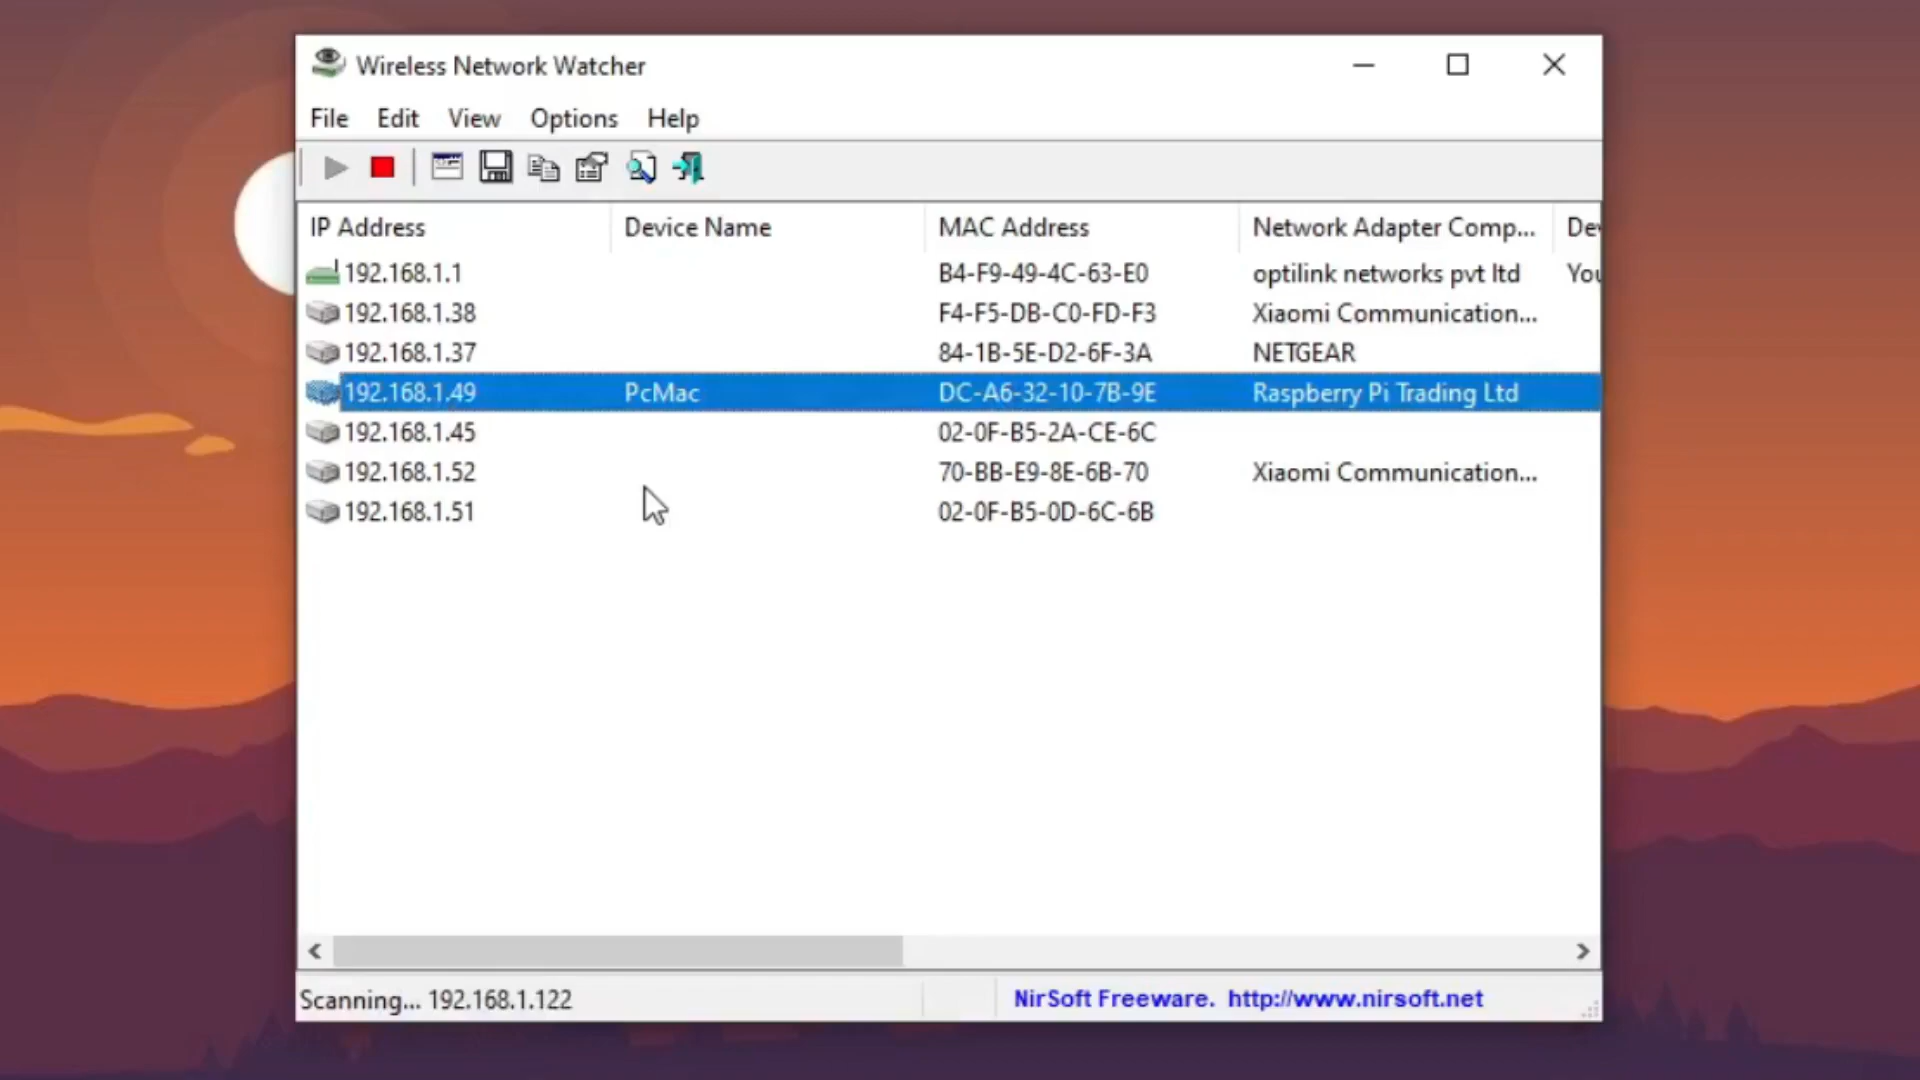 Wireless Network Watcher
File Edit View Options Help
IP Address Device Name MAC Address Network Adapter Comp... Dev
192.168.1.1 B4-F9-49-4C-63-E0 optilink networks pvt ltd You
192.168.1.38 F4-F5-DB-C0-FD-F3 Xiaomi Communication...
192.168.1.37 84-1B-5E-D2-6F-3A NETGEAR
192.168.1.49 PcMac DC-A6-32-10-7B-9E Raspberry Pi Trading Ltd
192.168.1.45 02-0F-B5-2A-CE-6C
192.168.1.52 70-BB-E9-8E-6B-70 Xiaomi Communication...
192.168.1.51 02-0F-B5-0D-6C-6B
Scanning... 192.168.1.122 NirSoft Freeware. http://www.nirsoft.net